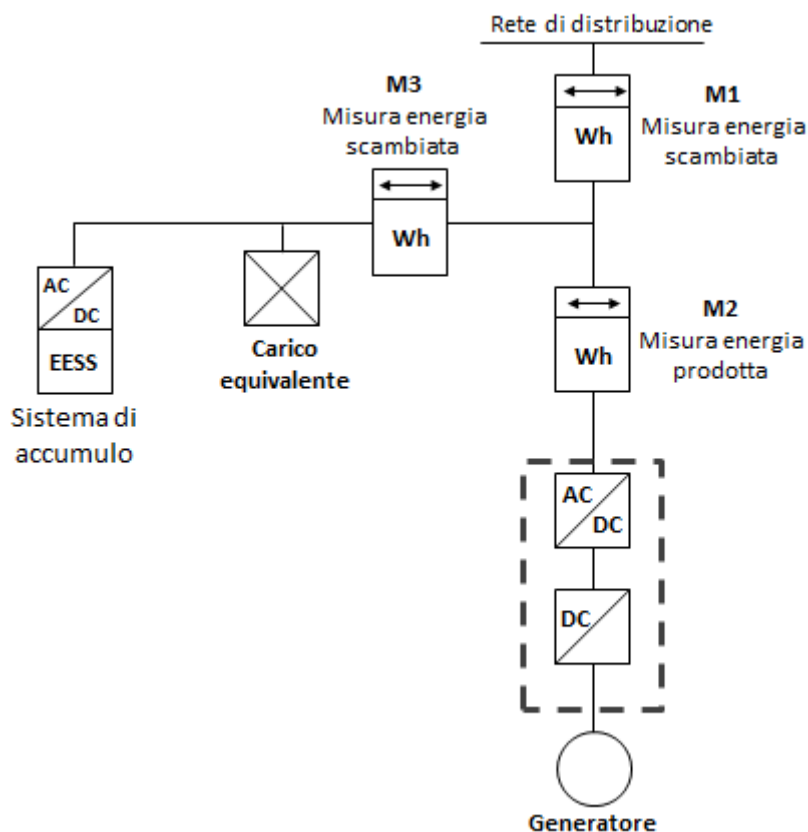 Rete di distribuzione
M3
Misura energia
scambiata
Wh
M1
Misura energia
scambiata
Wh
AC
DC
EESS
Sistema di
accumulo
Carico
equivalente
M2
Misura energia
prodotta
Wh
AC
DC
DC
Generatore